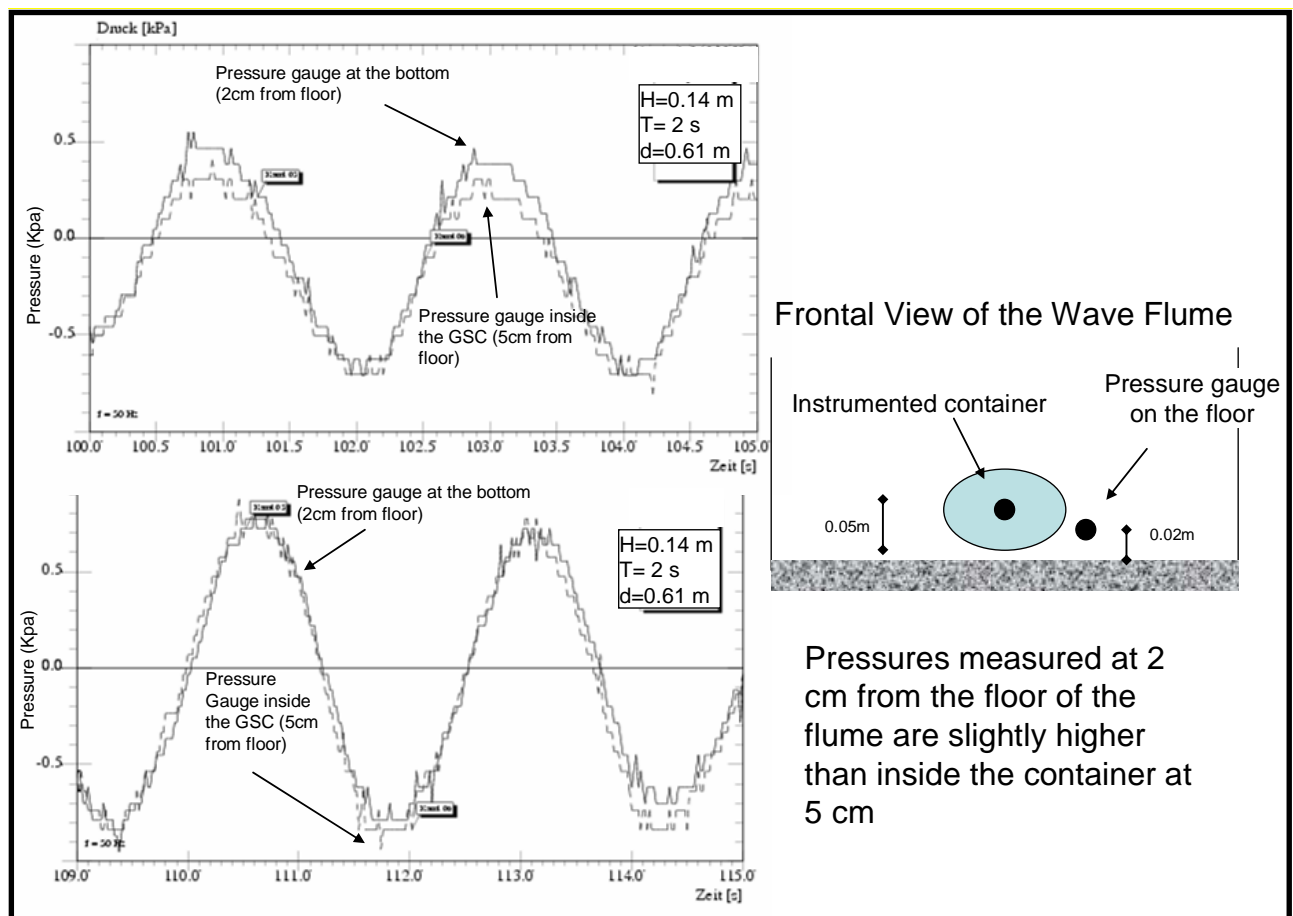 Druck [kPa]
Pressure gauge at the bottom
(2cm from floor)
H=0.14 m
T= 2 s
d=0.61 m
0.5
0.0
-0.5
Pressure (Kpa)
Pressure gauge inside
the GSC (5cm from
floor)
f = 50 Hz
100.0 100.5 101.0 101.5 102.0 102.5 103.0 103.5 104.0 104.5 105.0
Zeit [s]
Pressure gauge at the bottom
(2cm from floor)
H=0.14 m
T= 2 s
d=0.61 m
0.5
0.0
-0.5
Pressure (Kpa)
Pressure
Gauge inside
the GSC (5cm
from floor)
f = 50 Hz
109.0 110.0 111.0 112.0 113.0 114.0 115.0
Zeit [s]
Frontal View of the Wave Flume
Pressure gauge
on the floor
Instrumented container
0.05m
0.02m
Pressures measured at 2
cm from the floor of the
flume are slightly higher
than inside the container at
5 cm